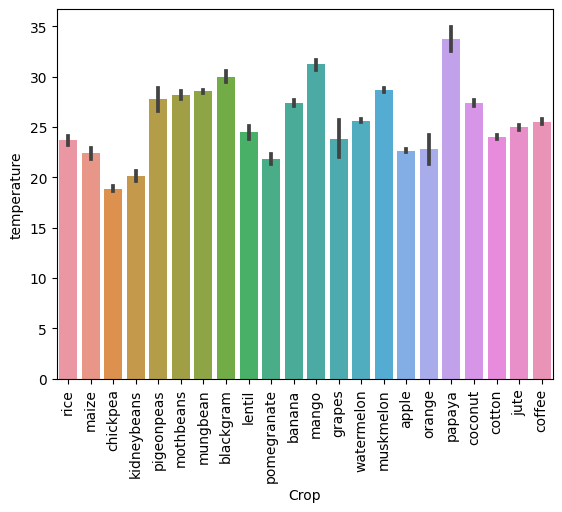 35
30
25
20
15
10
5
0
temperature
rice
maize
chickpea
kidneybeans
pigeonpeas
mothbeans
mungbean
blackgram
lentil
pomegranate
banana
mango
grapes
watermelon
muskmelon
apple
orange
papaya
coconut
cotton
jute
coffee
Crop